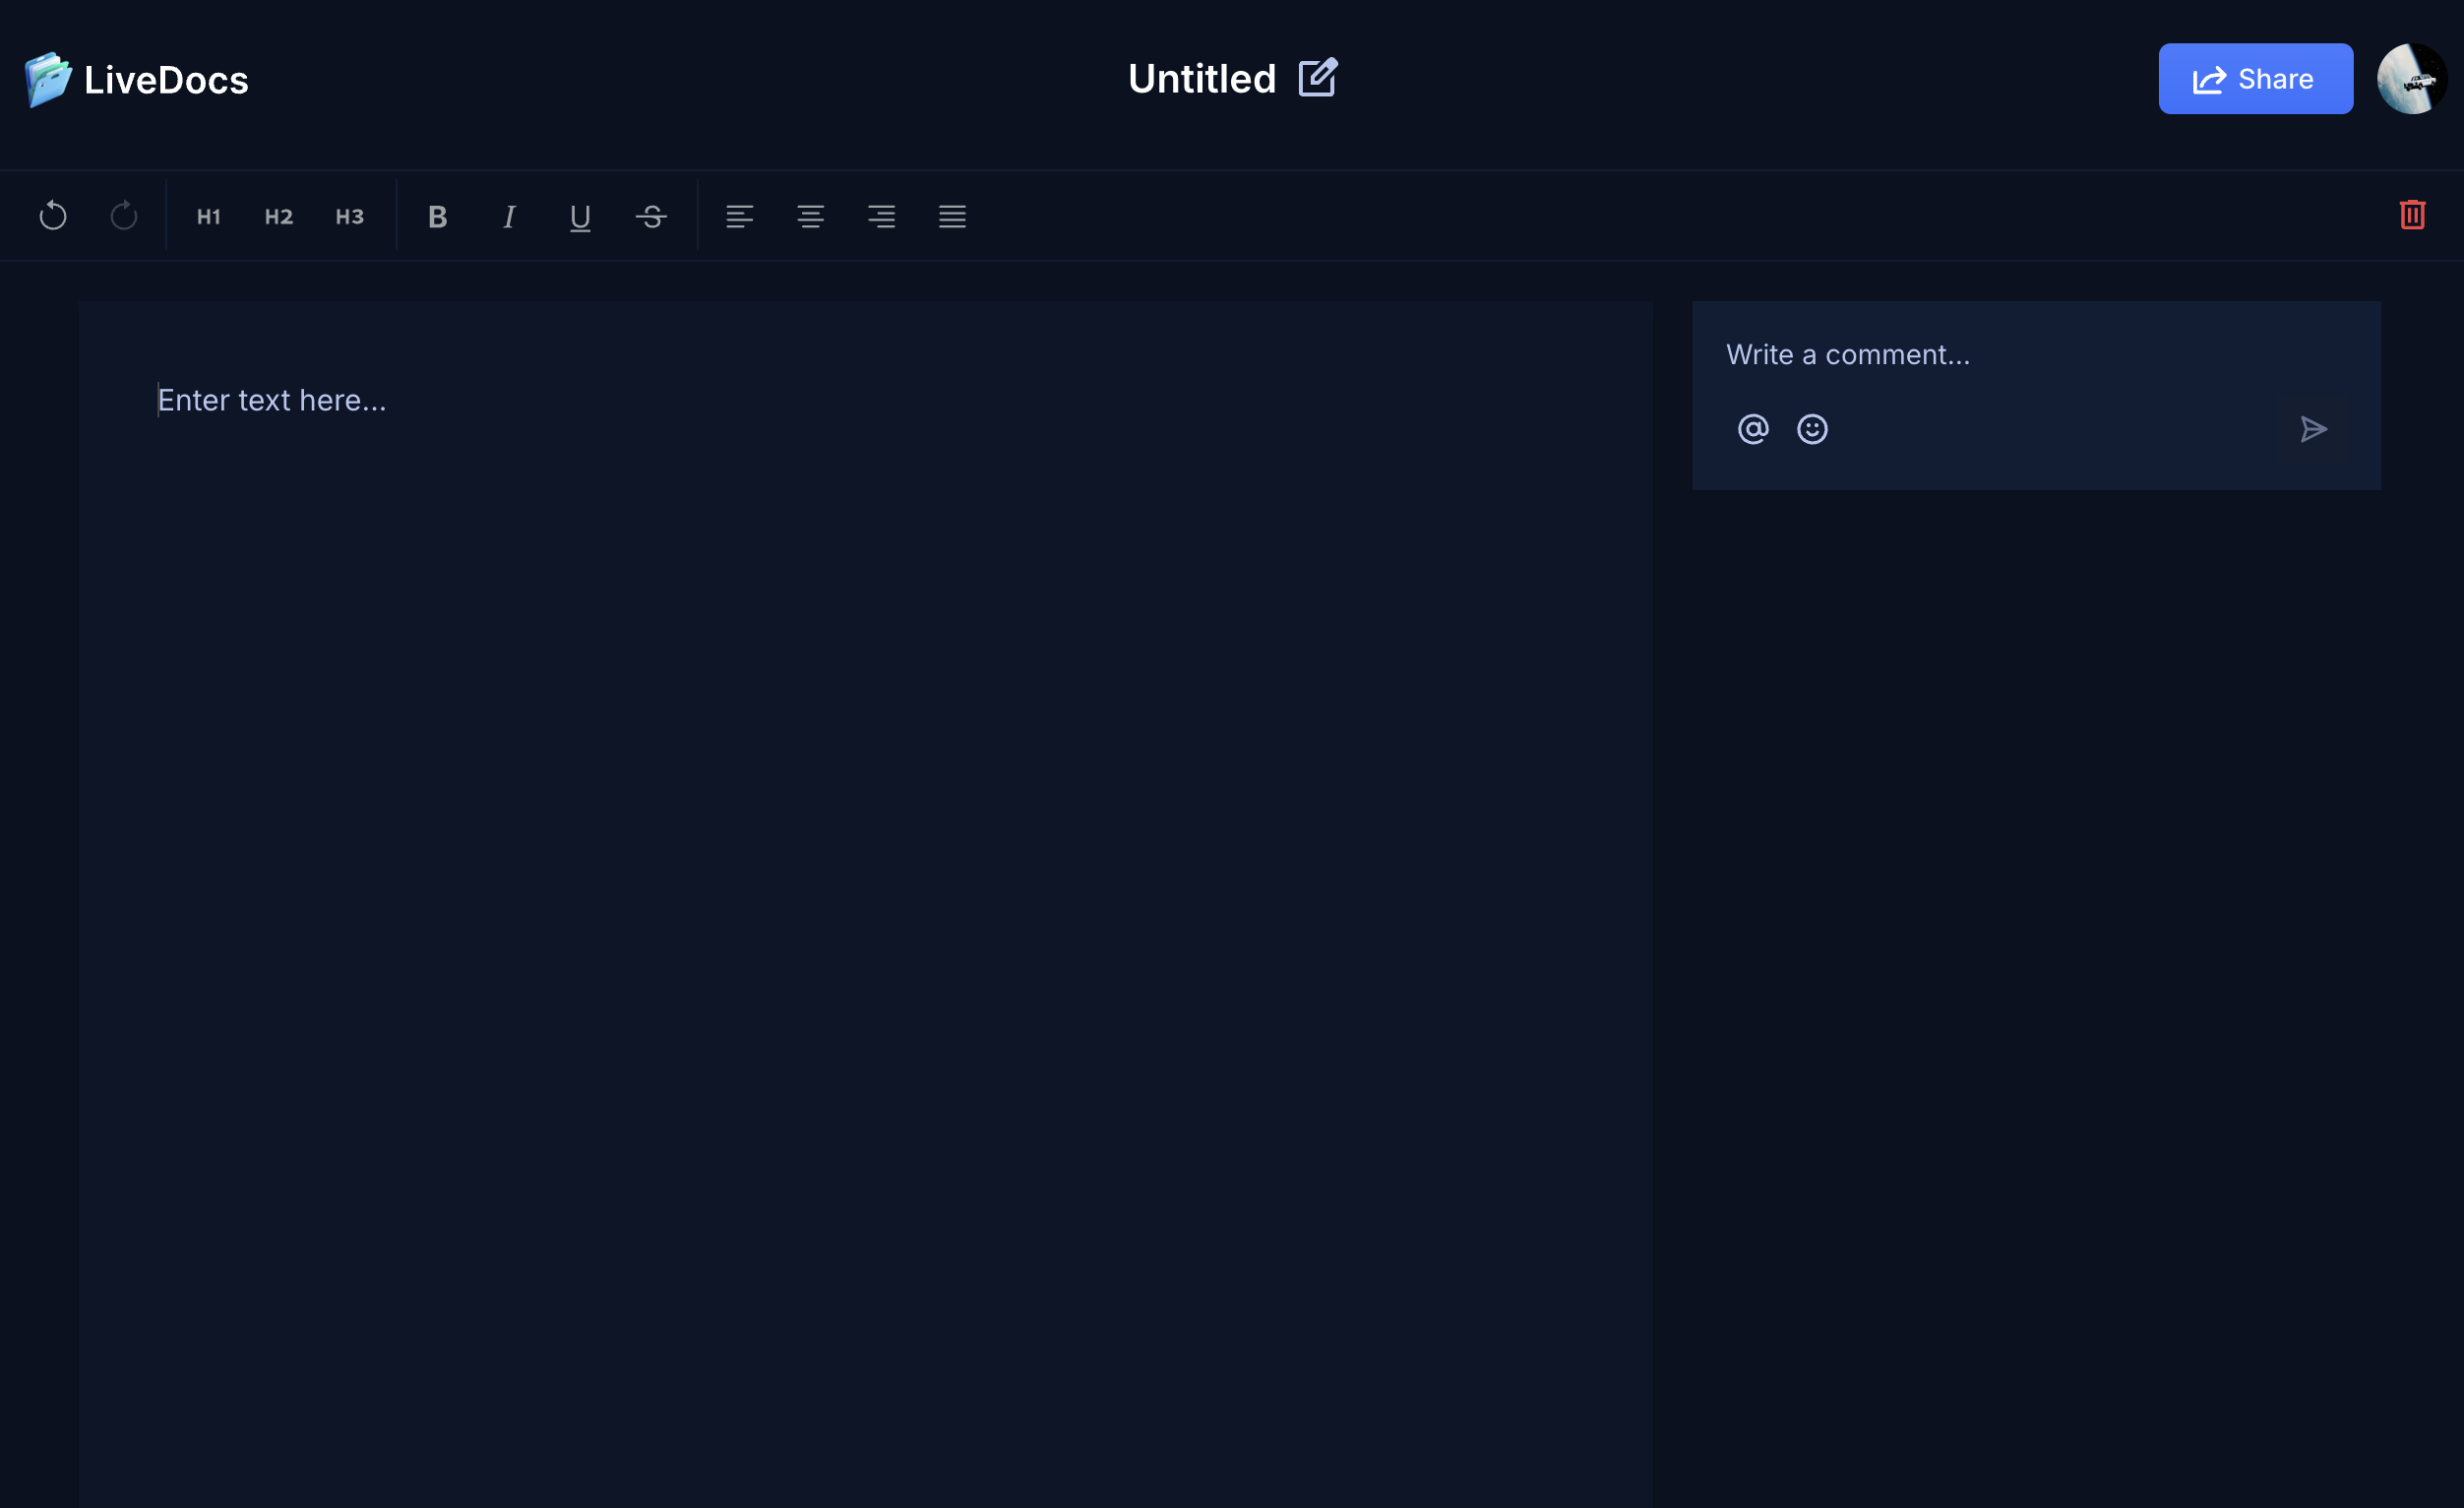 LiveDocs
Untitled
Share
H1 H2 H3 B I U S
Enter text here...
Write a comment...
@